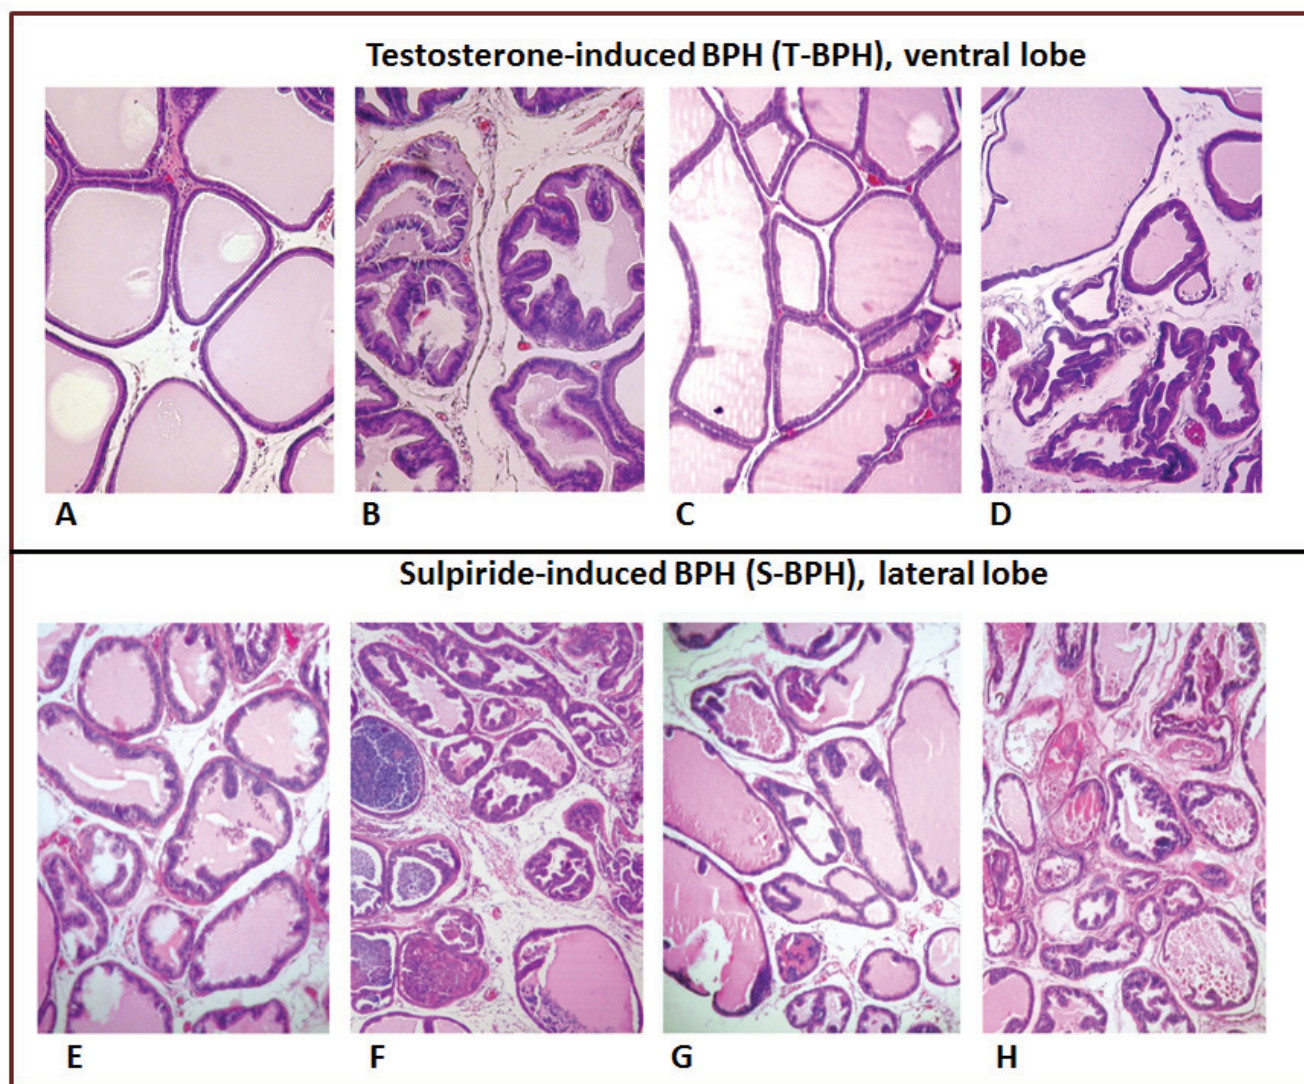 Testosterone-induced BPH (T-BPH), ventral lobe
A B C D
Sulpiride-induced BPH (S-BPH), lateral lobe
E F G H